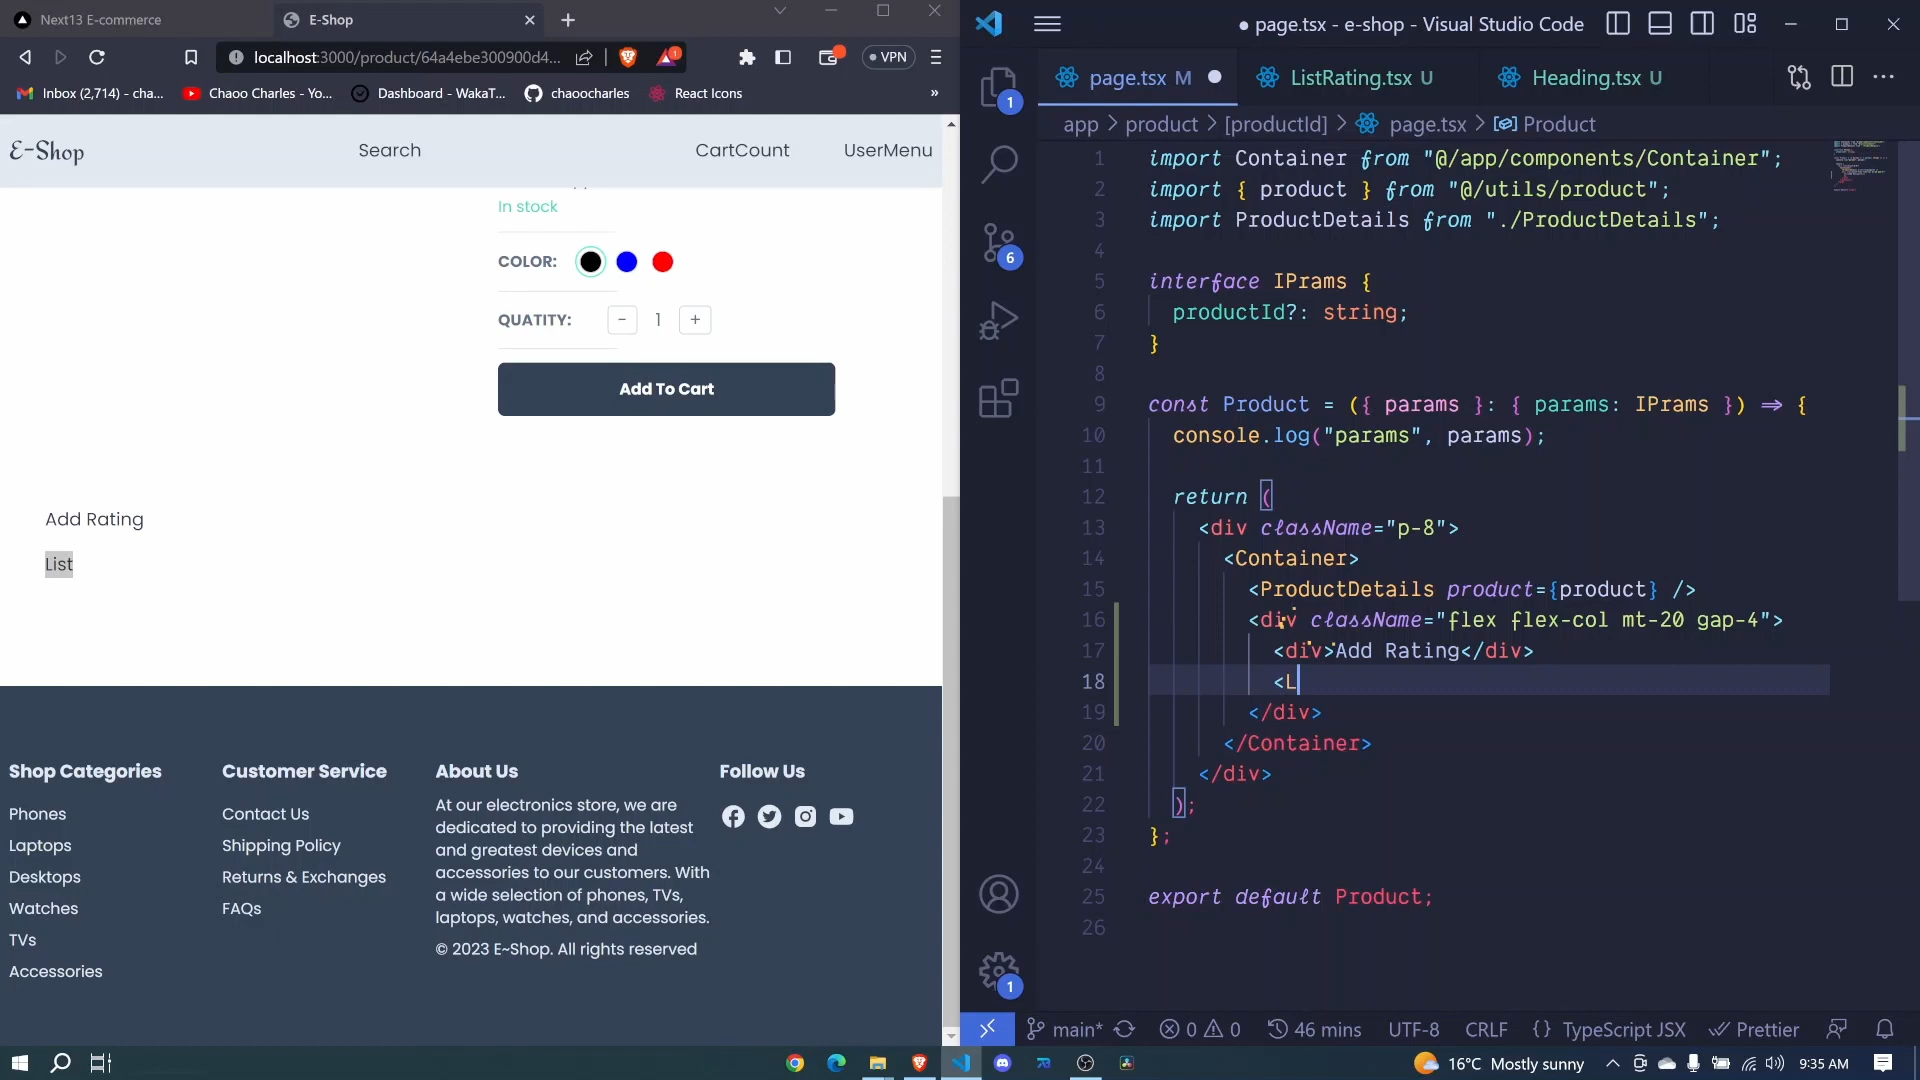 Next13 E-commerce
E-Shop
localhost:3000/product/64a4ebe300900d4...
1
VPN
Inbox (2,714) - cha...
Chaoo Charles - Yo...
Dashboard - WakaT...
chaoocharles
React Icons
»
E~Shop
Search
CartCount
UserMenu
In stock
COLOR:
QUATITY:
-
1
+
Add To Cart
Add Rating
List
Shop Categories
Phones
Laptops
Desktops
Watches
TVs
Accessories
Customer Service
Contact Us
Shipping Policy
Returns & Exchanges
FAQs
About Us
At our electronics store, we are
dedicated to providing the latest
and greatest devices and
accessories to our customers. With
a wide selection of phones, TVs,
laptops, watches, and accessories.
© 2023 E~Shop. All rights reserved
Follow Us
● page.tsx - e-shop - Visual Studio Code
page.tsx M
ListRating.tsx U
Heading.tsx U
1
6
1
app > product > [productId] > page.tsx > Product
1 import Container from "@/app/components/Container";
2 import { product } from "@/utils/product";
3 import ProductDetails from "./ProductDetails";
4
5 interface IPrams {
6 productId?: string;
7 }
8
9 const Product = ({ params }: { params: IPrams }) ⇒ {
10 console.log("params", params);
11
12 return (
13 <div className="p-8">
14 <Container>
15 <ProductDetails product={product} />
16 <div className="flex flex-col mt-20 gap-4">
17 <div>Add Rating</div>
18 <L
19 </div>
20 </Container>
21 </div>
22 );
23 };
24
25 export default Product;
26
main*
0
0
46 mins
UTF-8
CRLF
{} TypeScript JSX
Prettier
16°C Mostly sunny
9:35 AM